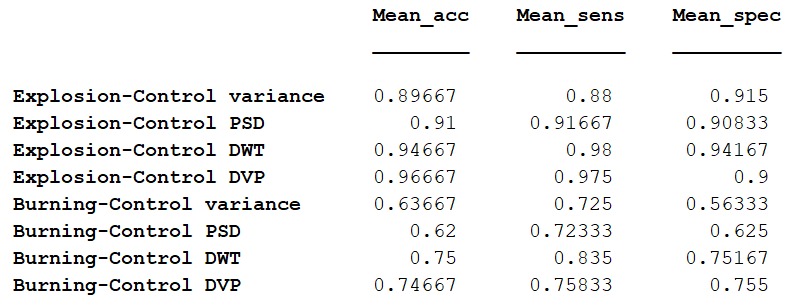 Mean_acc Mean_sens Mean_spec
Explosion-Control variance 0.89667 0.88 0.915
Explosion-Control PSD 0.91 0.91667 0.90833
Explosion-Control DWT 0.94667 0.98 0.94167
Explosion-Control DVP 0.96667 0.975 0.9
Burning-Control variance 0.63667 0.725 0.56333
Burning-Control PSD 0.62 0.72333 0.625
Burning-Control DWT 0.75 0.835 0.75167
Burning-Control DVP 0.74667 0.75833 0.755